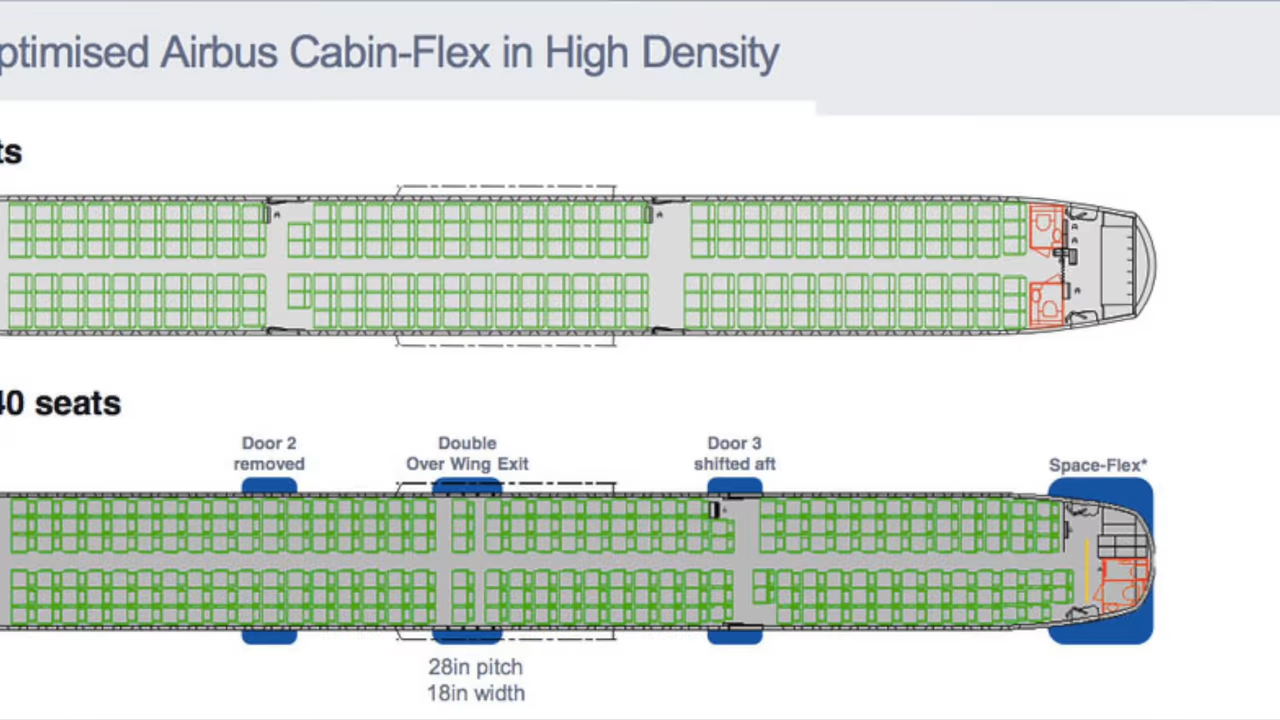 ptimised Airbus Cabin-Flex in High Density
ts
40 seats
Door 2
removed
Double
Over Wing Exit
Door 3
shifted aft
Space-Flex*
28in pitch
18in width